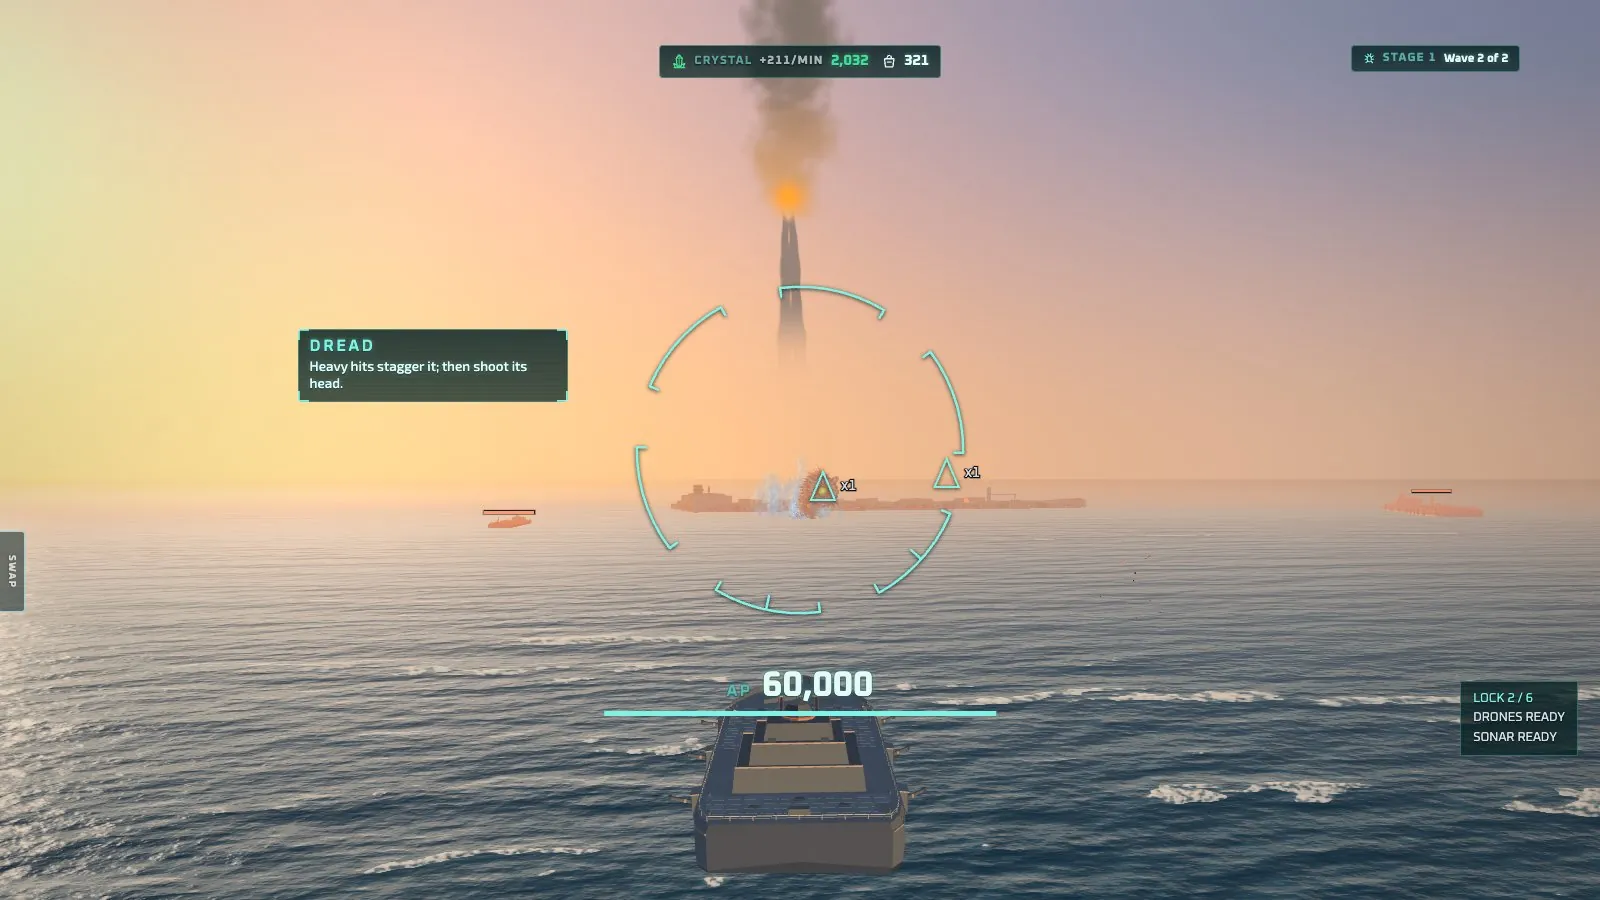 CRYSTAL +211/MIN 2,032 321
STAGE 1 Wave 2 of 2
DREAD
Heavy hits stagger it; then shoot its
head.
x1
x1
SWAP
AP 60,000
LOCK 2 / 6
DRONES READY
SONAR READY